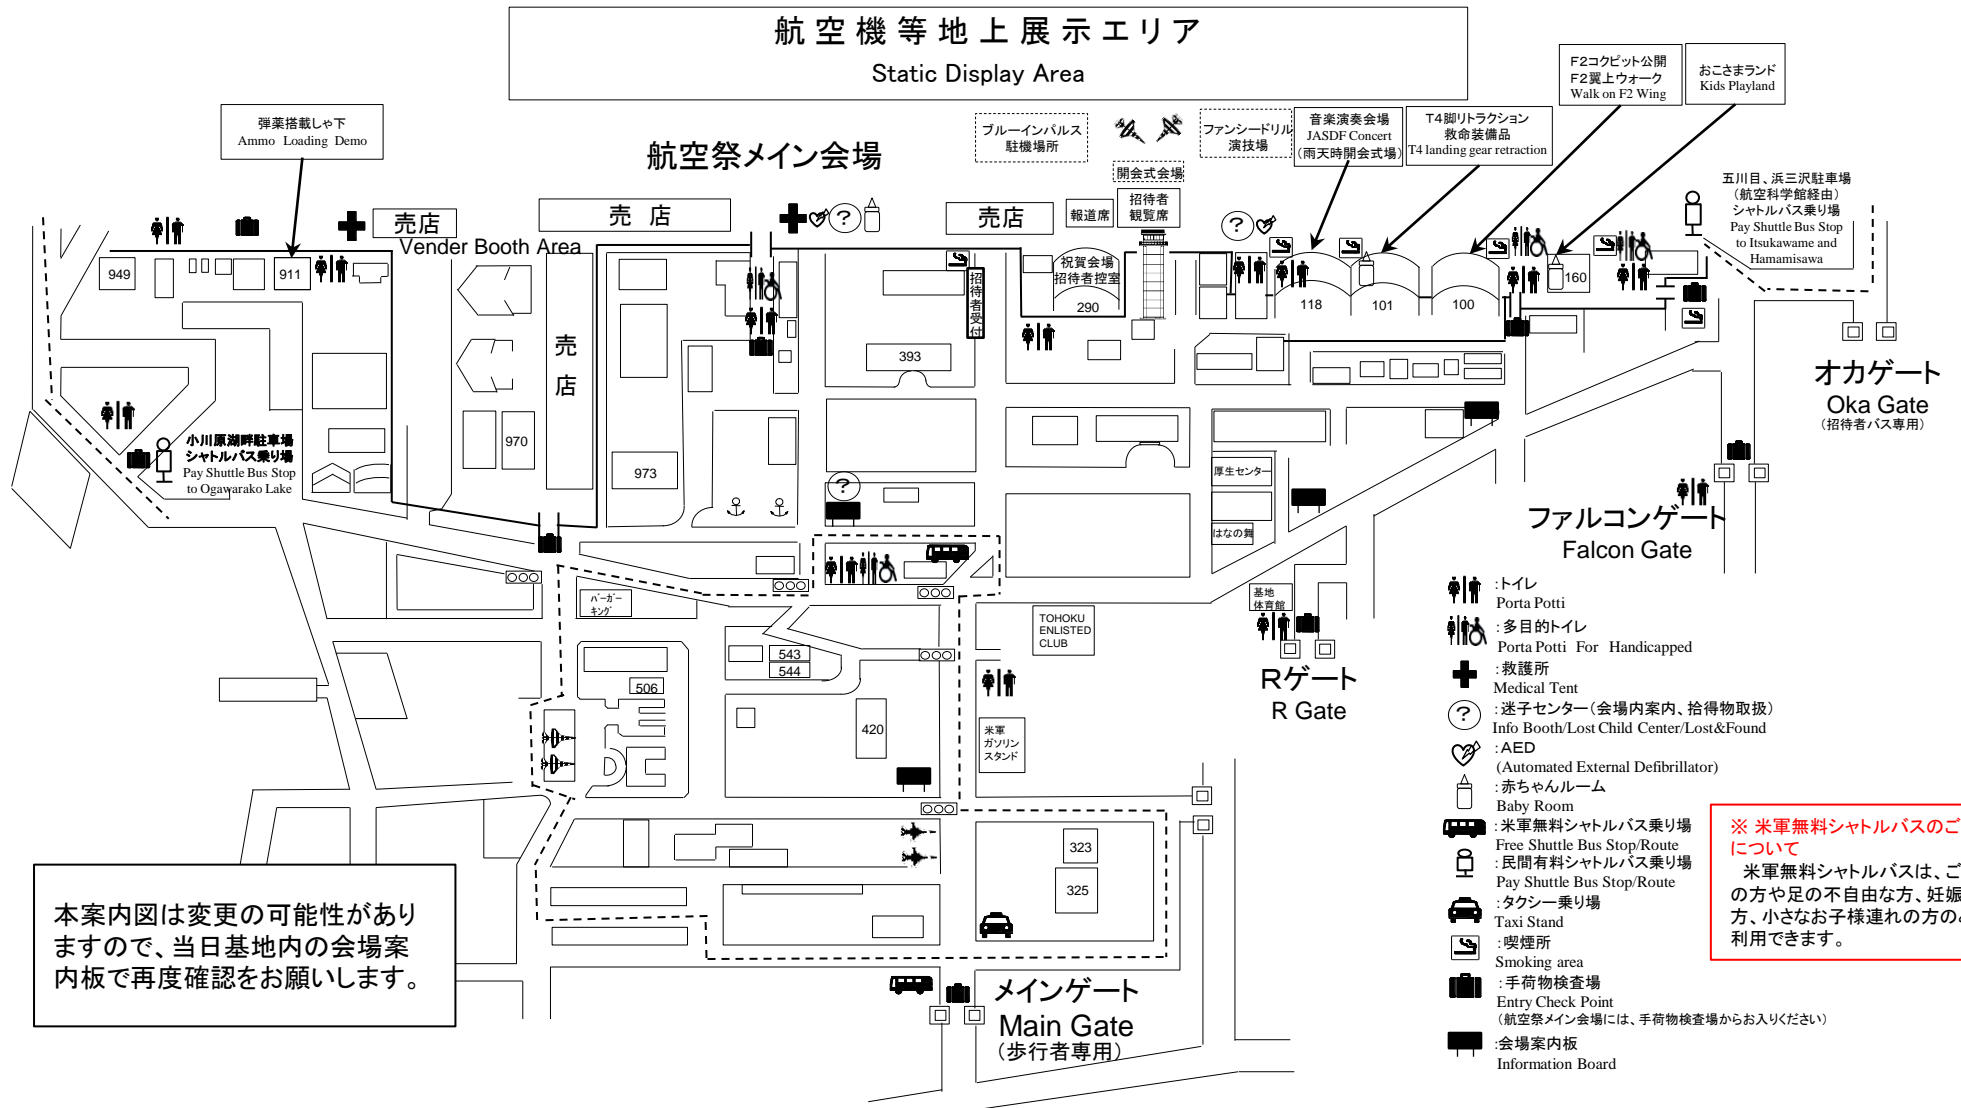 航空機等地上展示エリア
Static Display Area
弾薬搭載しゃ下
Ammo Loading Demo
航空祭メイン会場
ブルーインパルス
駐機場所
ファンシードリル
演技場
音楽演奏会場
JASDF Concert
(雨天時開会式場)
T4脚リトラクション
救命装備品
T4 landing gear retraction
F2コクピット公開
F2翼上ウォーク
Walk on F2 Wing
おこさまランド
Kids Playland
開会式会場
招待者
観覧席
報道席
売店
売 店
売店
Vender Booth Area
五川目、浜三沢駐車場
(航空科学館経由)
シャトルバス乗り場
Pay Shuttle Bus Stop
to Itsukawame and
Hamamisawa
949
911
祝賀会場
招待者控室
290
招待者受付
118
101
100
160
393
売店
970
973
小川原湖畔駐車場
シャトルバス乗り場
Pay Shuttle Bus Stop
to Ogawarako Lake
オカゲート
Oka Gate
(招待者バス専用)
厚生センター
はなの舞
ファルコンゲート
Falcon Gate
バーガー
キング
基地
体育館
TOHOKU
ENLISTED
CLUB
543
544
506
420
米軍
ガソリン
スタンド
Rゲート
R Gate
323
325
メインゲート
Main Gate
(歩行者専用)
本案内図は変更の可能性があり
ますので、当日基地内の会場案
内板で再度確認をお願いします。
:トイレ
Porta Potti
:多目的トイレ
Porta Potti For Handicapped
:救護所
Medical Tent
:迷子センター(会場内案内、拾得物取扱)
Info Booth/Lost Child Center/Lost&Found
:AED
(Automated External Defibrillator)
:赤ちゃんルーム
Baby Room
:米軍無料シャトルバス乗り場
Free Shuttle Bus Stop/Route
:民間有料シャトルバス乗り場
Pay Shuttle Bus Stop/Route
:タクシー乗り場
Taxi Stand
:喫煙所
Smoking area
:手荷物検査場
Entry Check Point
(航空祭メイン会場には、手荷物検査場からお入りください)
:会場案内板
Information Board
※ 米軍無料シャトルバスのご
について
米軍無料シャトルバスは、ご
の方や足の不自由な方、妊娠
方、小さなお子様連れの方の
利用できます。